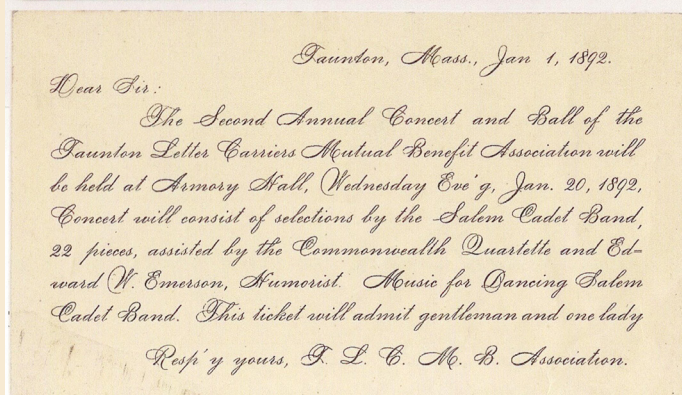 Taunton, Mass., Jan 1, 1892.
Dear Sir:
The Second Annual Concert and Ball of the
Taunton Letter Carriers Mutual Benefit Association will
be held at Armory Hall, Wednesday Eve'g, Jan. 20, 1892,
Concert will consist of selections by the Salem Cadet Band,
22 pieces, assisted by the Commonwealth Quartette and Ed=
ward W. Emerson, Humorist. Music for Dancing Salem
Cadet Band. This ticket will admit gentleman and one lady
Resp'y yours, T. L. C. M. B. Association.